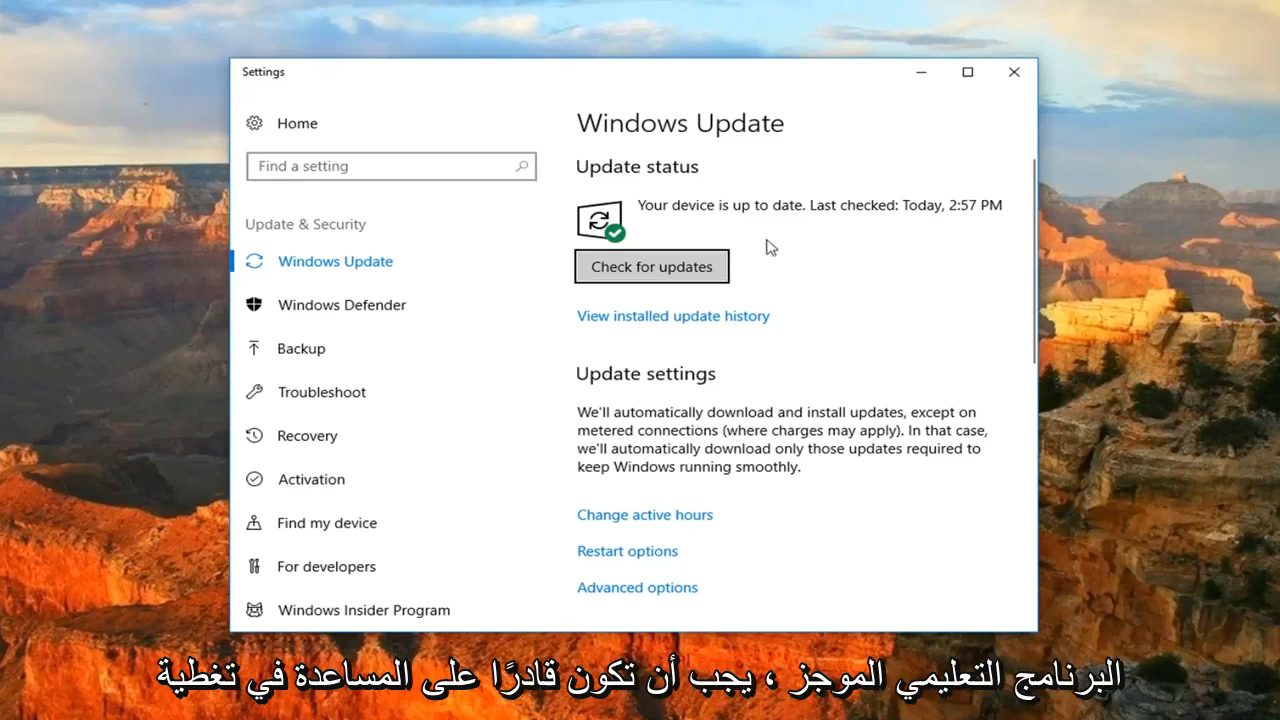 Settings
Home
Find a setting
Update & Security
Windows Update
Windows Defender
Backup
Troubleshoot
Recovery
Activation
Find my device
For developers
Windows Insider Program
Windows Update
Update status
Your device is up to date. Last checked: Today, 2:57 PM
Check for updates
View installed update history
Update settings
We'll automatically download and install updates, except on
metered connections (where charges may apply). In that case,
we'll automatically download only those updates required to
keep Windows running smoothly.
Change active hours
Restart options
Advanced options
البرنامج التعليمي الموجز ، يجب أن تكون قادرًا على المساعدة في تغطية